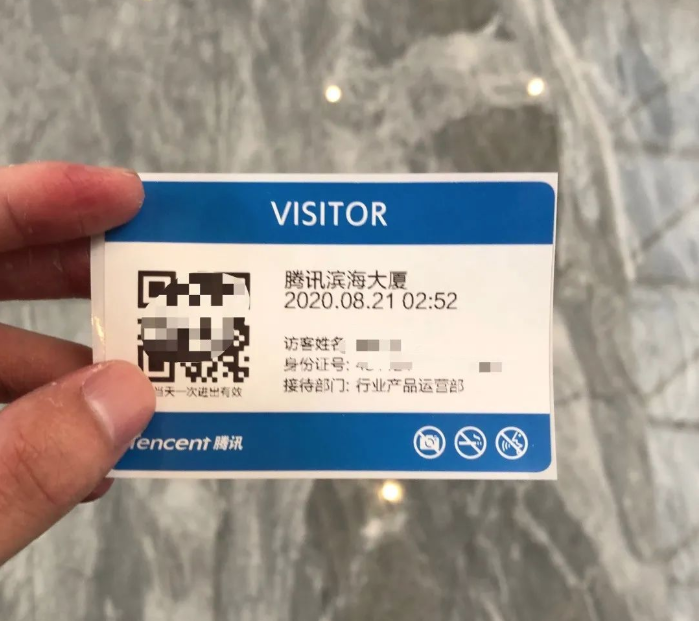 VISITOR
腾讯滨海大厦
2020.08.21 02:52
访客姓名
身份证号:
接待部门: 行业产品运营部
当天一次进出有效
Tencent 腾讯